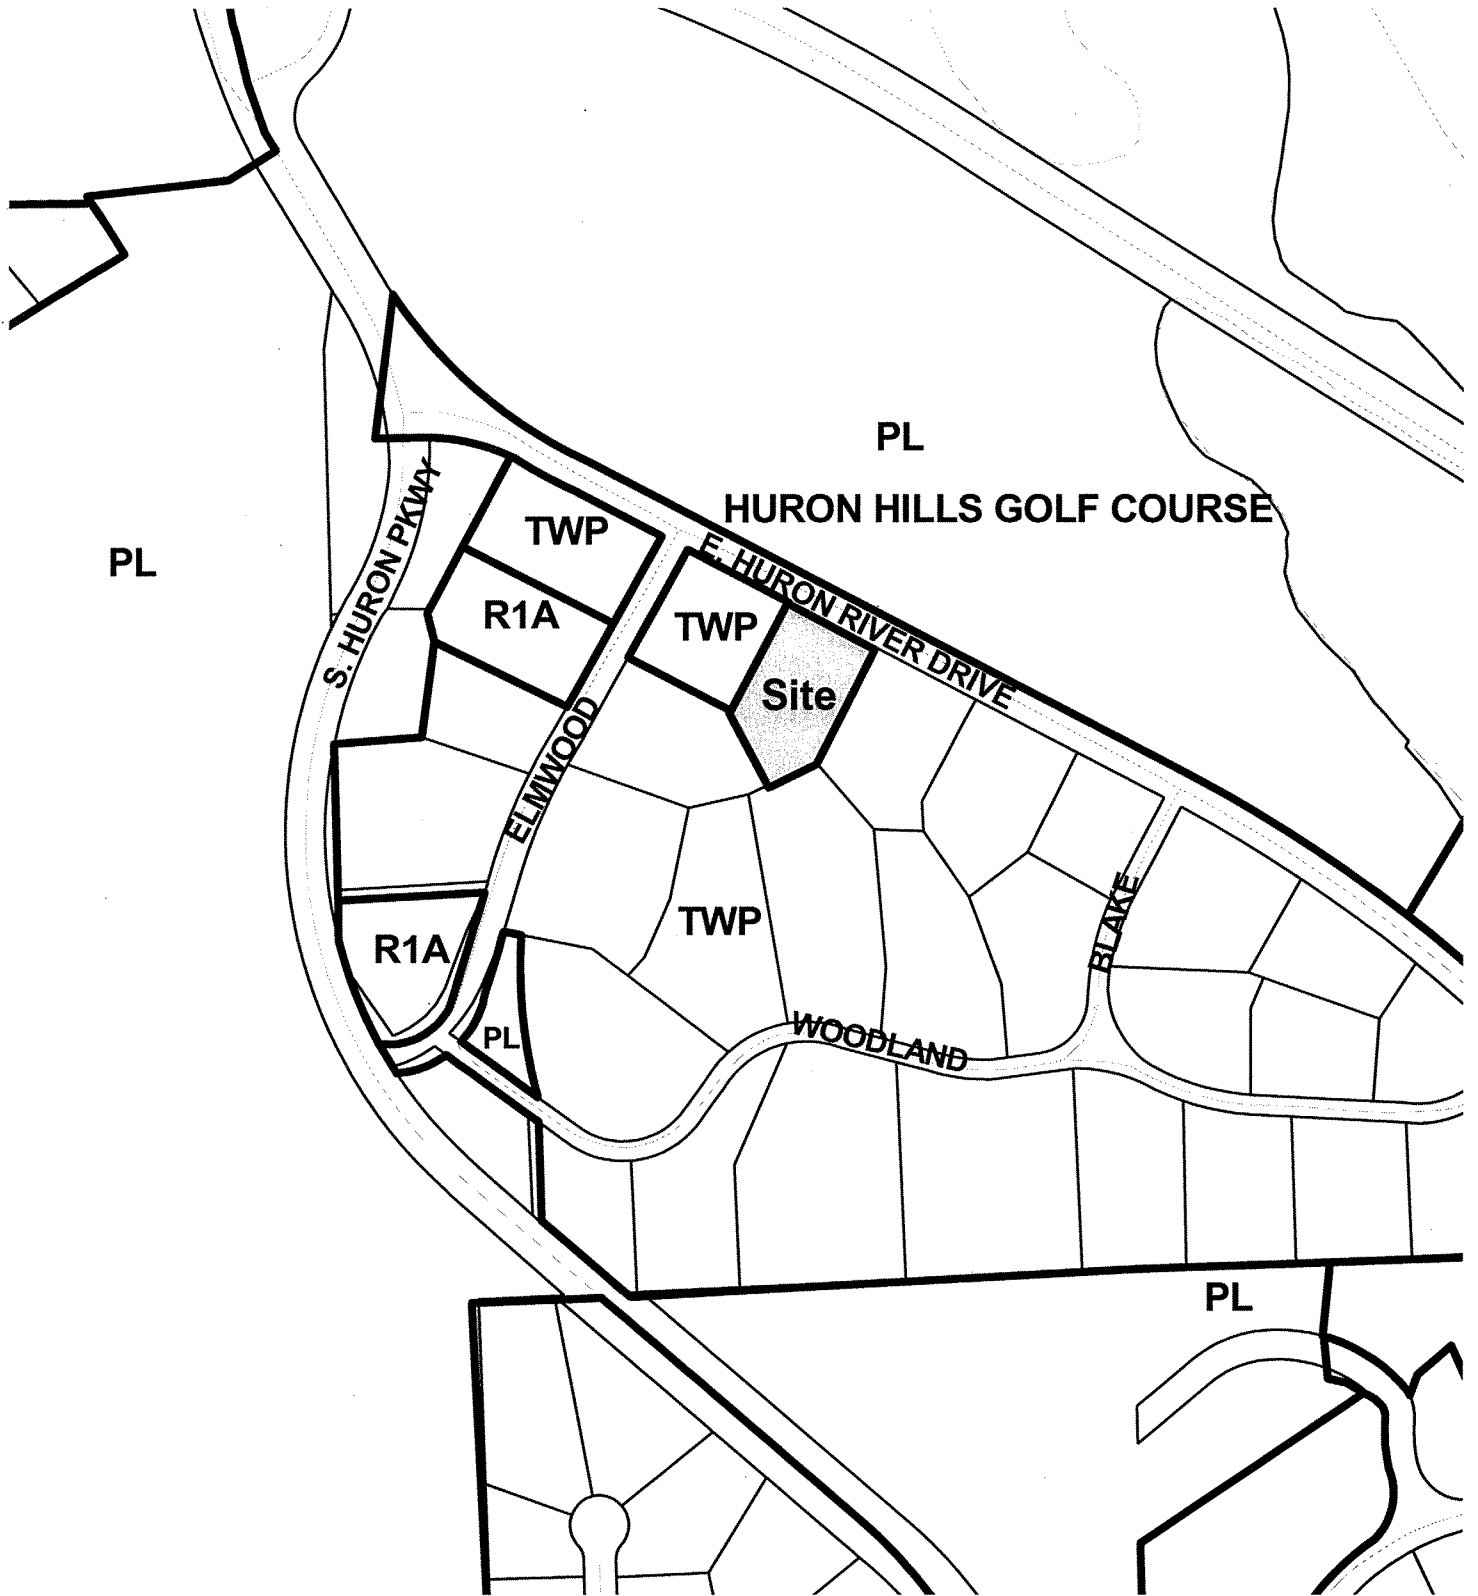 PL
HURON HILLS GOLF COURSE
S. HURON PKWY
TWP
E. HURON RIVER DRIVE
PL
R1A
TWP
Site
ELMWOOD
TWP
BLAKE
R1A
PL
WOODLAND
PL